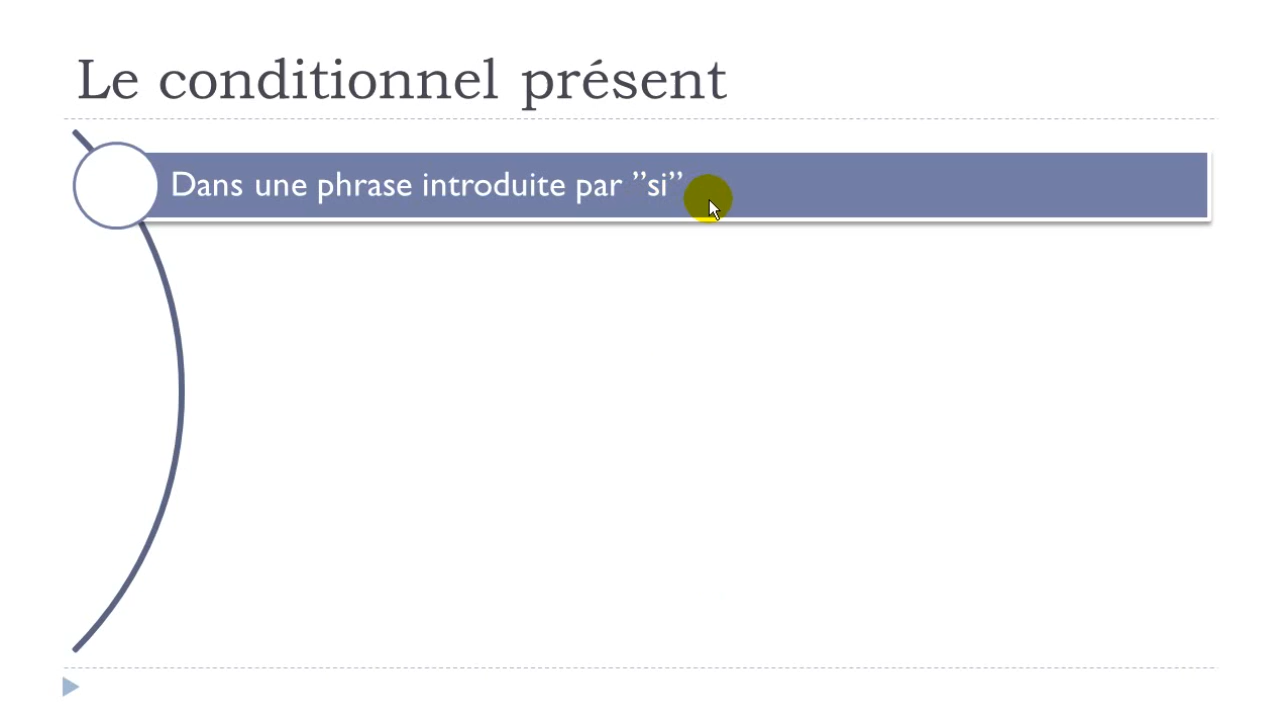 Le conditionnel présent
Dans une phrase introduite par ”si”